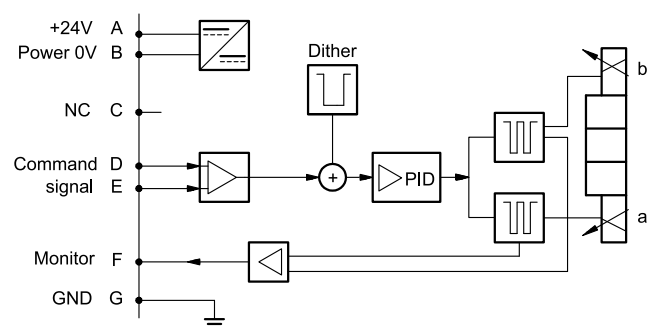 +24V A
Power 0V B
Dither
b
NC C
Command D
signal E
+
PID
a
Monitor F
GND G